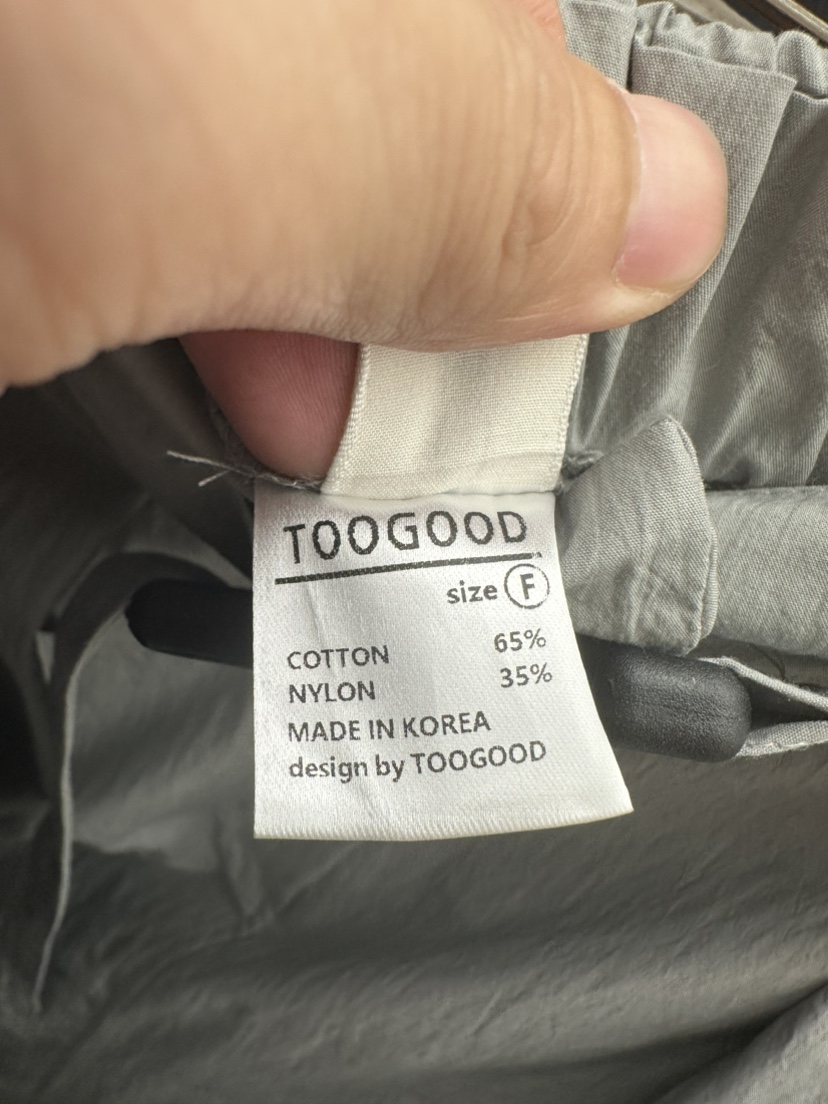 TOOGOOD
size F
COTTON 65%
NYLON 35%
MADE IN KOREA
design by TOOGOOD